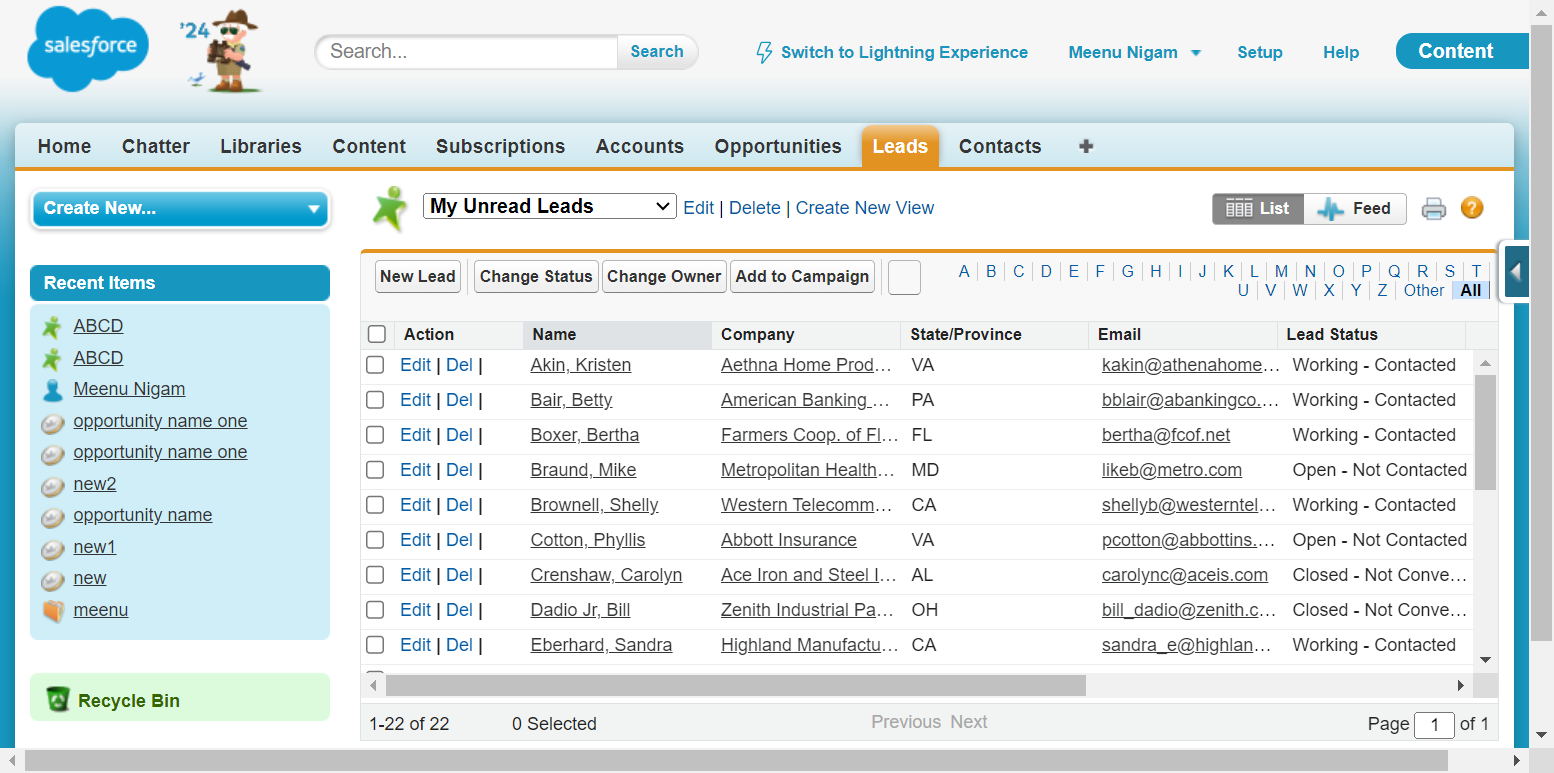 salesforce
'24
Search...
Search
Switch to Lightning Experience
Meenu Nigam
Setup
Help
Content
Home
Chatter
Libraries
Content
Subscriptions
Accounts
Opportunities
Leads
Contacts
+
Create New...
Recent Items
ABCD
ABCD
Meenu Nigam
opportunity name one
opportunity name one
new2
opportunity name
new1
new
meenu
Recycle Bin
My Unread Leads
Edit | Delete | Create New View
List
Feed
?
New Lead
Change Status
Change Owner
Add to Campaign
A B C D E F G H I J K L M N O P Q R S T
U V W X Y Z Other All
Action Name Company State/Province Email Lead Status
Edit | Del | Akin, Kristen Aethna Home Prod... VA kakin@athenahome... Working - Contacted
Edit | Del | Bair, Betty American Banking ... PA bblair@abankingco.... Working - Contacted
Edit | Del | Boxer, Bertha Farmers Coop. of Fl... FL bertha@fcof.net Working - Contacted
Edit | Del | Braund, Mike Metropolitan Health... MD likeb@metro.com Open - Not Contacted
Edit | Del | Brownell, Shelly Western Telecomm... CA shellyb@westerntel... Working - Contacted
Edit | Del | Cotton, Phyllis Abbott Insurance VA pcotton@abbottins.... Open - Not Contacted
Edit | Del | Crenshaw, Carolyn Ace Iron and Steel I... AL carolync@aceis.com Closed - Not Conve...
Edit | Del | Dadio Jr, Bill Zenith Industrial Pa... OH bill_dadio@zenith.c... Closed - Not Conve...
Edit | Del | Eberhard, Sandra Highland Manufactu... CA sandra_e@highlan... Working - Contacted
1-22 of 22
0 Selected
Previous Next
Page 1 of 1